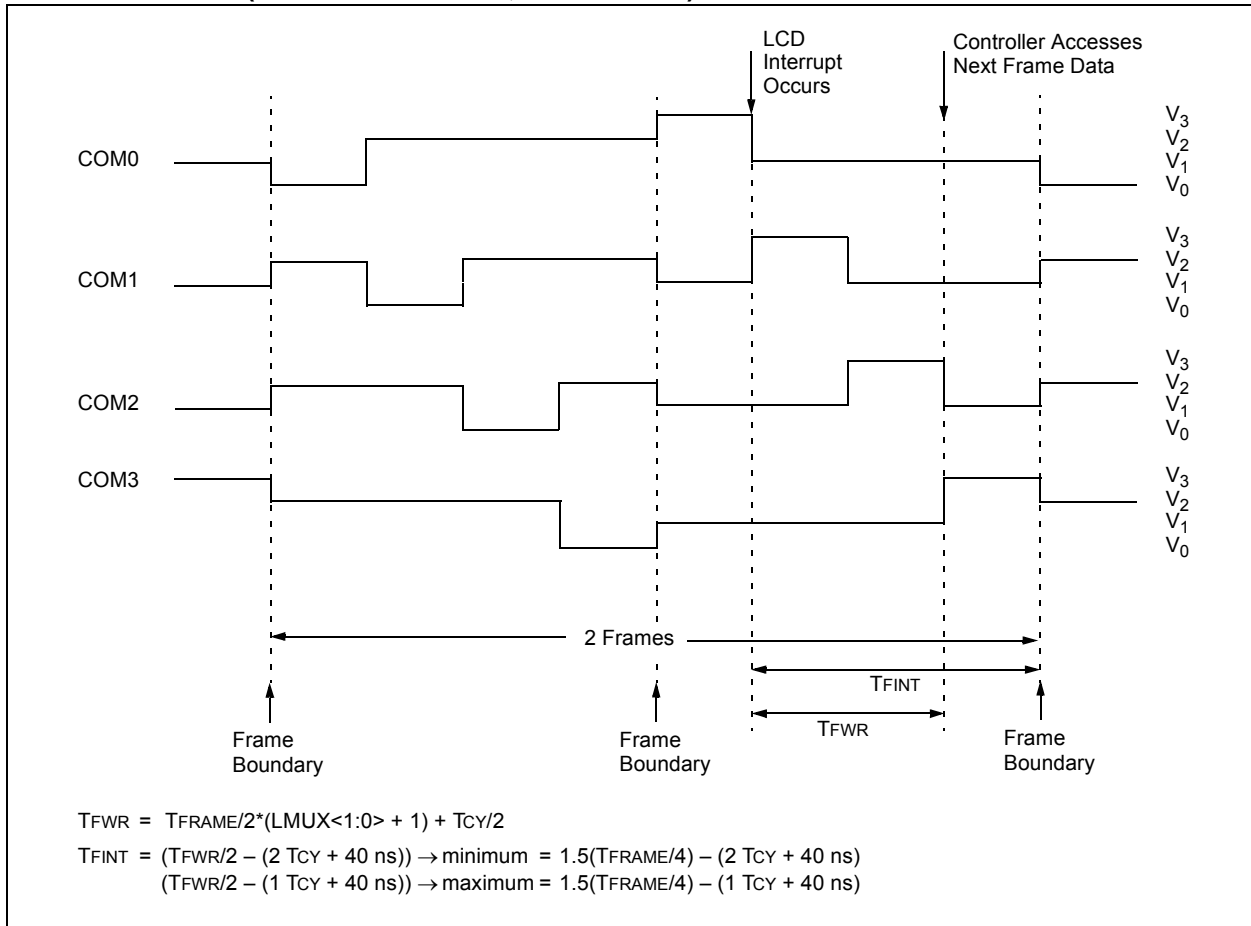 LCD
Interrupt
Occurs
Controller Accesses
Next Frame Data
COM0
V3
V2
V1
V0
COM1
V3
V2
V1
V0
COM2
V3
V2
V1
V0
COM3
V3
V2
V1
V0
2 Frames
TFINT
TFWR
Frame
Boundary
Frame
Boundary
Frame
Boundary
TFWR = TFRAME/2*(LMUX<1:0> + 1) + TCY/2
TFINT = (TFWR/2 – (2 TCY + 40 ns)) → minimum = 1.5(TFRAME/4) – (2 TCY + 40 ns)
(TFWR/2 – (1 TCY + 40 ns)) → maximum = 1.5(TFRAME/4) – (1 TCY + 40 ns)